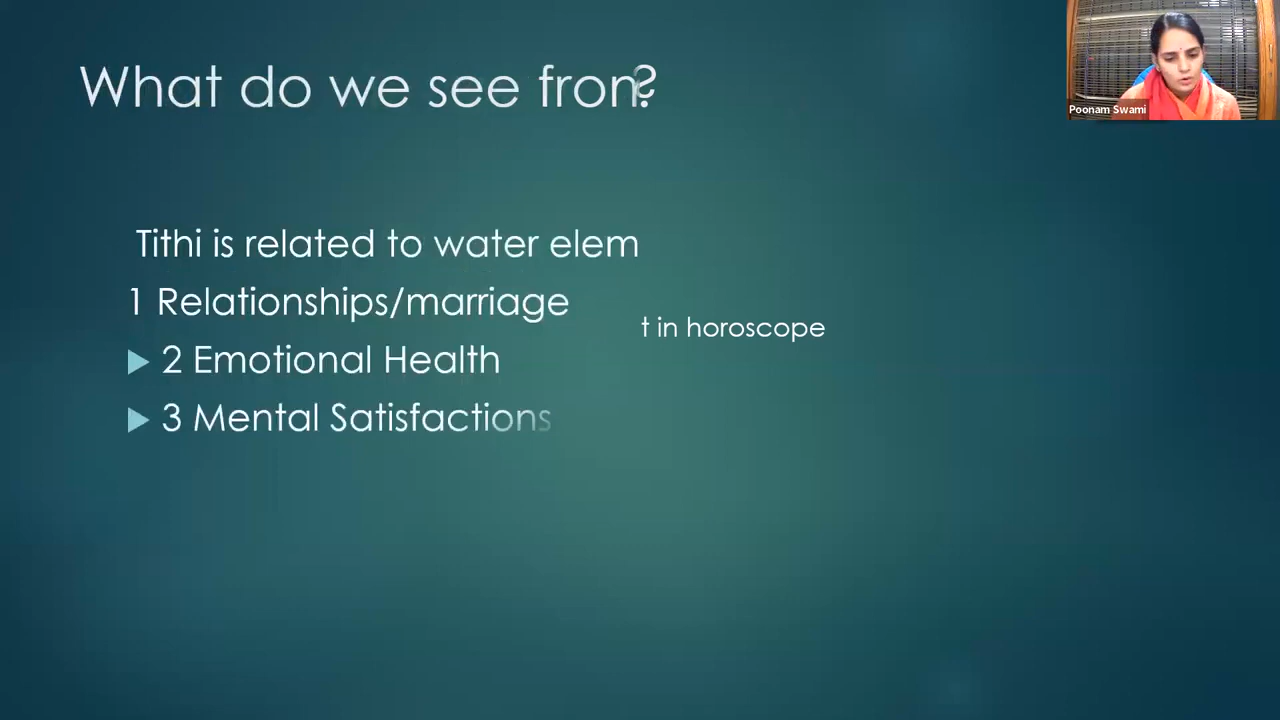 What do we see fron?
Poonam Swami
Tithi is related to water elem
1 Relationships/marriage
t in horoscope
2 Emotional Health
3 Mental Satisfactions